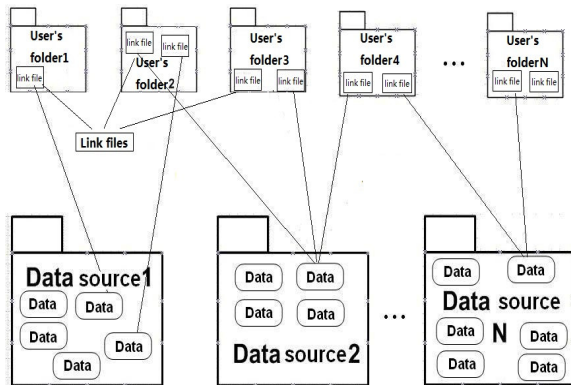 User's
folder1
link file
link file
link file
User's
folder2
User's
folder3
link file
link file
User's
folder4
link file
link file
...
User's
folderN
link file
link file
Link files
Data source1
Data
Data
Data
Data
Data
Data
Data
Data
Data
Data source2
...
Data
Data
Data source
N
Data
Data
Data
Data